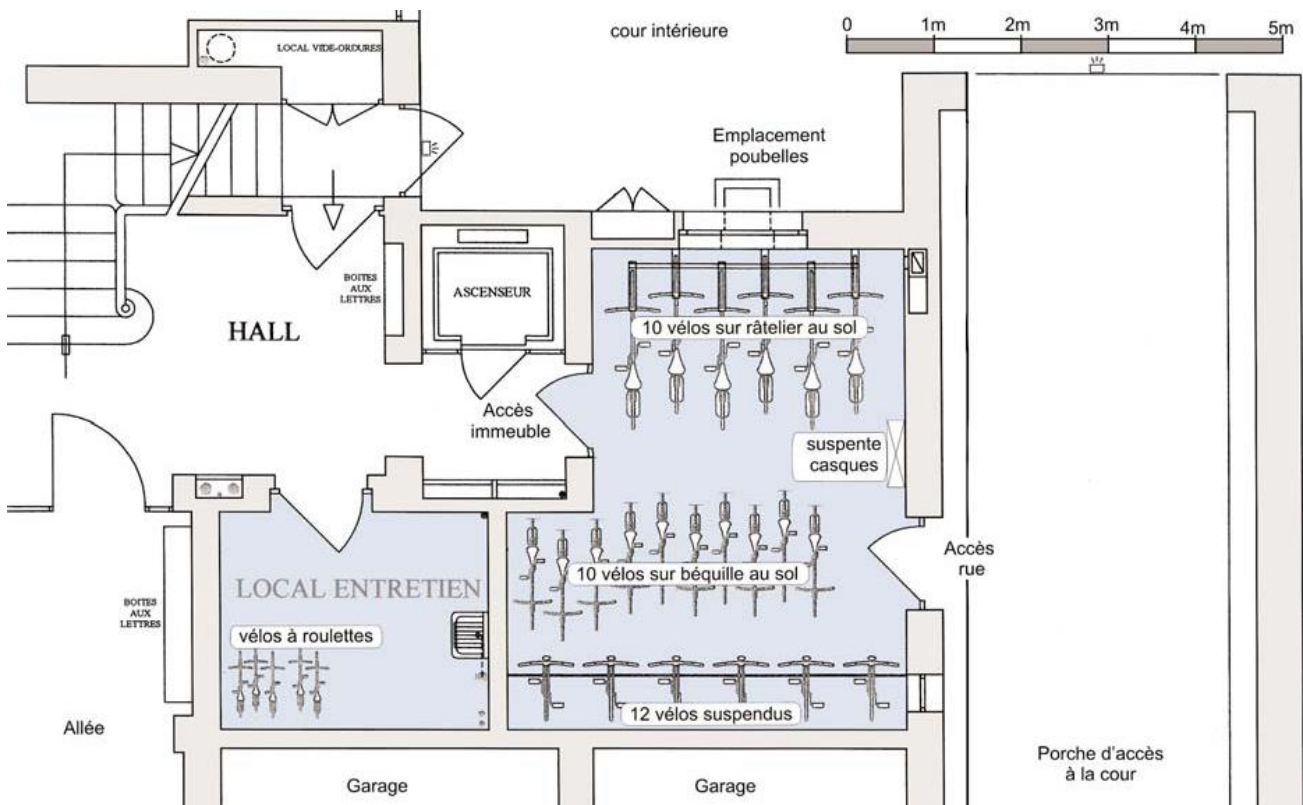 LOCAL VIDE-ORDURES
cour intérieure
0 1m 2m 3m 4m 5m
Emplacement
poubelles
BOITES
AUX
LETTRES
ASCENSEUR
HALL
10 vélos sur râtelier au sol
Accès
immeuble
suspente
casques
Accès
rue
10 vélos sur béquille au sol
LOCAL ENTRETIEN
BOITES
AUX
LETTRES
vélos à roulettes
12 vélos suspendus
Allée
Garage
Garage
Porche d'accès
à la cour